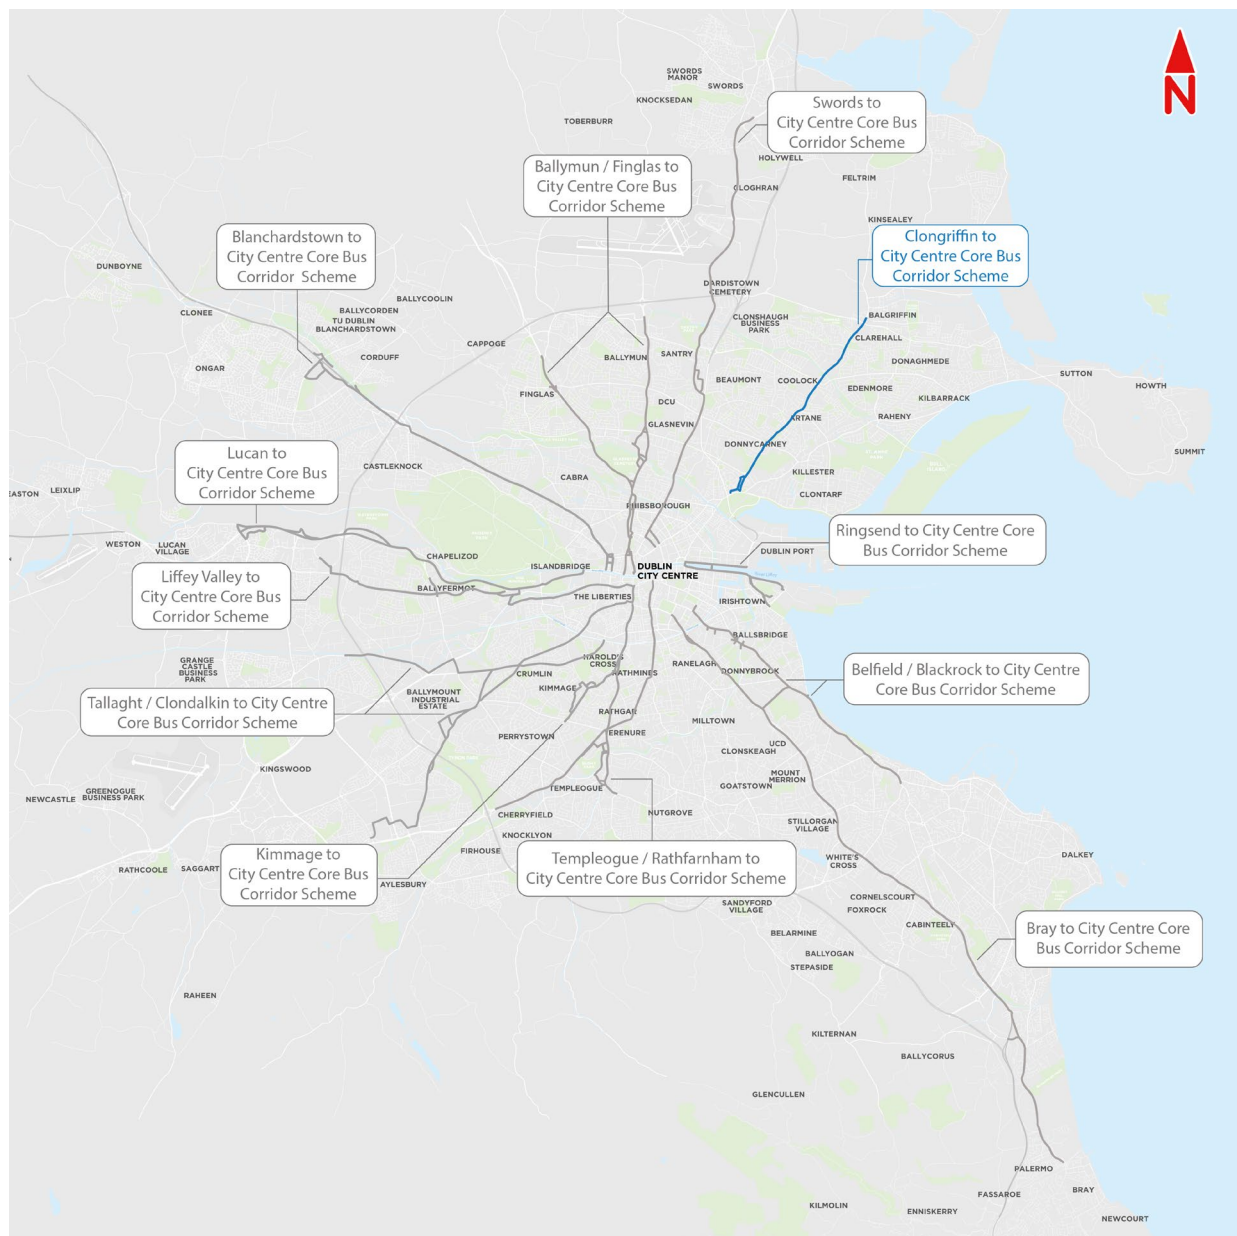 N
SWORDS
MANOR
SWORDS
KNOCKSEDAN
TOBERBURR
Swords to
City Centre Core Bus
Corridor Scheme
HOLYWELL
FELTRIM
CLOGHRAN
KINSEALEY
Ballymun / Finglas to
City Centre Core Bus
Corridor Scheme
Blanchardstown to
City Centre Core Bus
Corridor Scheme
Clongriffin to
City Centre Core Bus
Corridor Scheme
DUNBOYNE
CLONEE
BALLYCOOLIN
BALLYCORDEN
TU DUBLIN
BLANCHARDSTOWN
DARDISTOWN
CEMETERY
CLONSHAUGH
BUSINESS
PARK
BALGRIFFIN
CLAREHALL
CAPPOGE
CORDUFF
ONGAR
BALLYMUN
SANTRY
DONAGHMEDE
SUTTON
HOWTH
BEAUMONT
COOLOCK
EDENMORE
KILBARRACK
FINGLAS
DCU
GLASNEVIN
ARTANE
RAHENY
DONNYCARNEY
SUMMIT
Lucan to
City Centre Core Bus
Corridor Scheme
CASTLEKNOCK
CABRA
KILLESTER
CLONTARF
EASTON
LEIXLIP
PHIBSBOROUGH
Ringsend to City Centre Core
Bus Corridor Scheme
WESTON
LUCAN
VILLAGE
CHAPELIZOD
ISLANDBRIDGE
DUBLIN
CITY CENTRE
DUBLIN PORT
Liffey Valley to
City Centre Core Bus
Corridor Scheme
BALLYFERMOT
THE LIBERTIES
IRISHTOWN
BALLSBRIDGE
GRANGE
CASTLE
BUSINESS
PARK
HAROLD'S
CROSS
RATHMINES
RANELAGH
DONNYBROOK
CRUMLIN
KIMMAGE
Belfield / Blackrock to City Centre
Core Bus Corridor Scheme
Tallaght / Clondalkin to City Centre
Core Bus Corridor Scheme
BALLYMOUNT
INDUSTRIAL
ESTATE
RATHGAR
MILLTOWN
PERRYSTOWN
TERENURE
UCD
CLONSKEAGH
KINGSWOOD
MOUNT
MERRION
GOATSTOWN
NEWCASTLE
GREENOGUE
BUSINESS PARK
TEMPLEOGUE
CHERRYFIELD
NUTGROVE
STILLORGAN
VILLAGE
KNOCKLYON
FIRHOUSE
Kimmage to
City Centre Core Bus
Corridor Scheme
Templeogue / Rathfarnham to
City Centre Core Bus Corridor Scheme
WHITE'S
CROSS
DALKEY
RATHCOOLE
SAGGART
AYLESBURY
CORNELSCOURT
FOXROCK
SANDYFORD
VILLAGE
CABINTEELY
BELARMINE
Bray to City Centre Core
Bus Corridor Scheme
BALLYOGAN
STEPASIDE
RAHEEN
KILTERNAN
BALLYCORUS
GLENCULLEN
PALERMO
BRAY
FASSAROE
KILMOLIN
ENNISKERRY
NEWCOURT